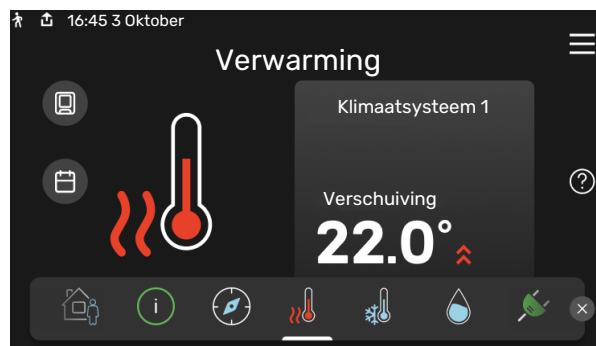 16:45 3 Oktober
Verwarming
Klimaatsysteem 1
Verschuiving
22.0°
i
?